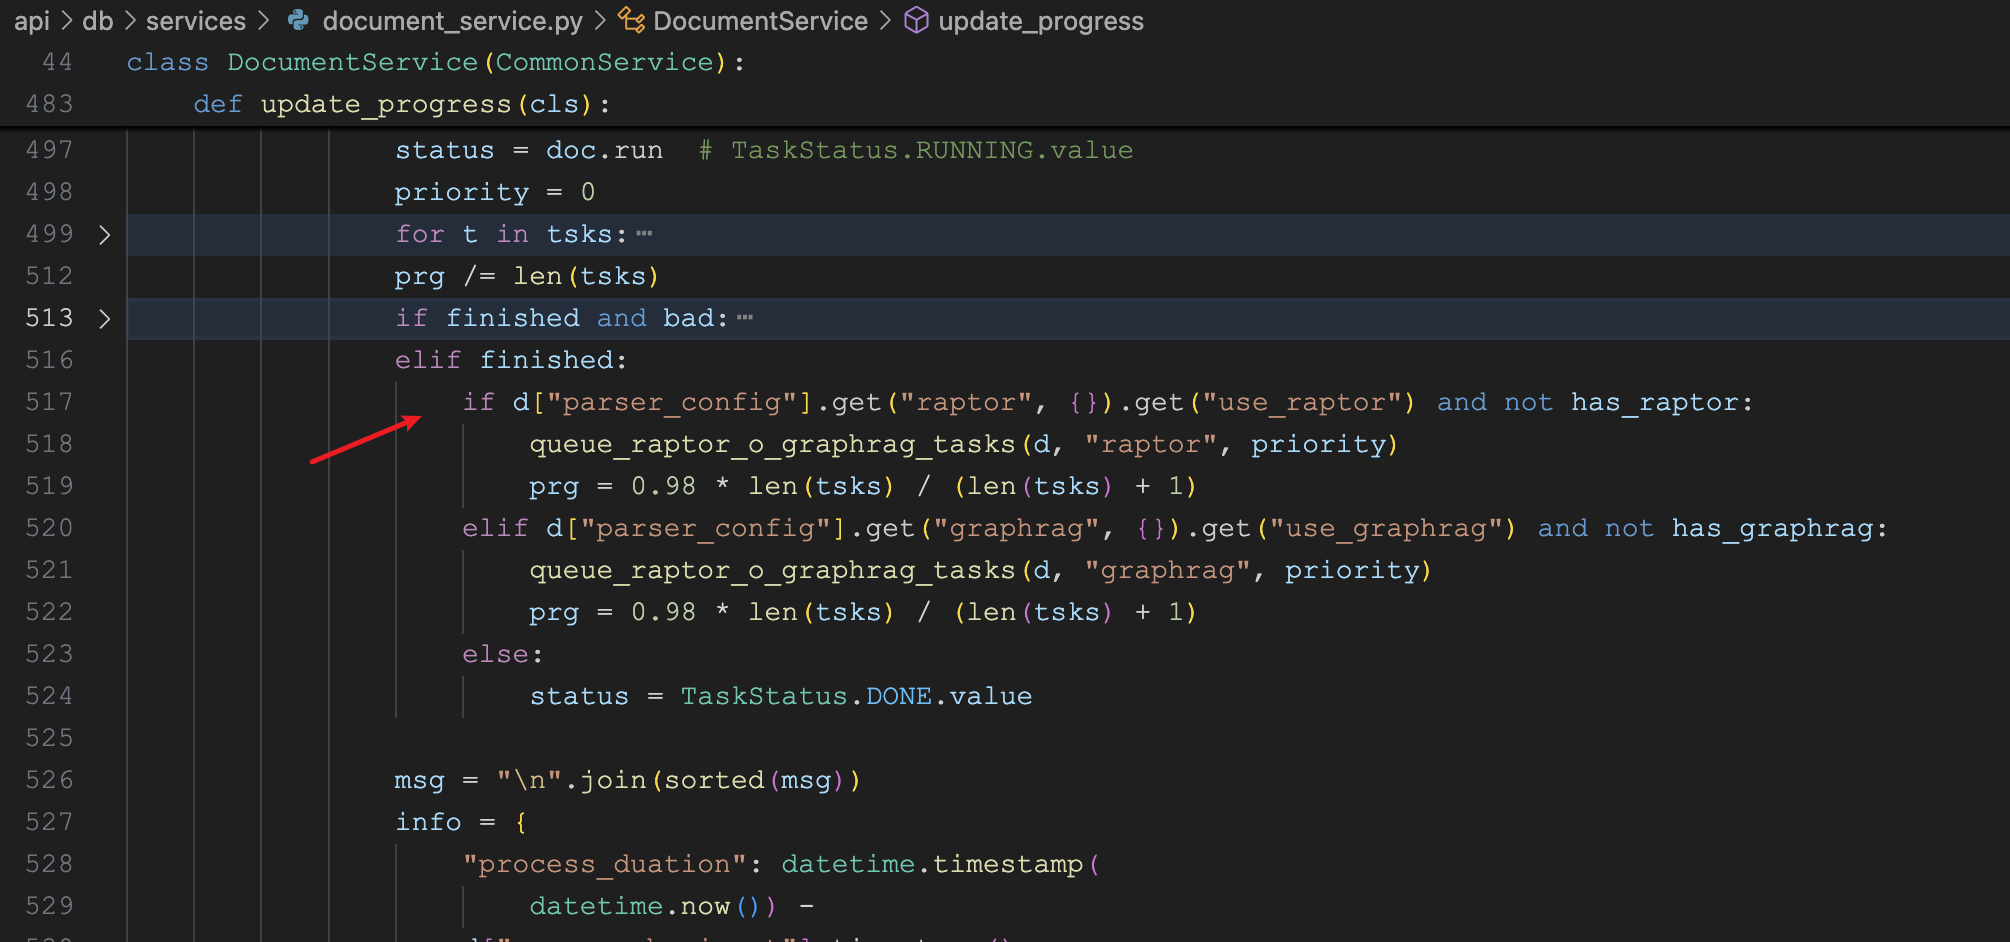 api > db > services > document_service.py > DocumentService > update_progress
44 class DocumentService(CommonService):
483 def update_progress(cls):
497 status = doc.run  # TaskStatus.RUNNING.value
498 priority = 0
499 > for t in tsks:⋯
512 prg /= len(tsks)
513 > if finished and bad:⋯
516 elif finished:
517 if d["parser_config"].get("raptor", {}).get("use_raptor") and not has_raptor:
518 queue_raptor_o_graphrag_tasks(d, "raptor", priority)
519 prg = 0.98 * len(tsks) / (len(tsks) + 1)
520 elif d["parser_config"].get("graphrag", {}).get("use_graphrag") and not has_graphrag:
521 queue_raptor_o_graphrag_tasks(d, "graphrag", priority)
522 prg = 0.98 * len(tsks) / (len(tsks) + 1)
523 else:
524 status = TaskStatus.DONE.value
525
526 msg = "\n".join(sorted(msg))
527 info = {
528 "process_duation": datetime.timestamp(
529 datetime.now()) -